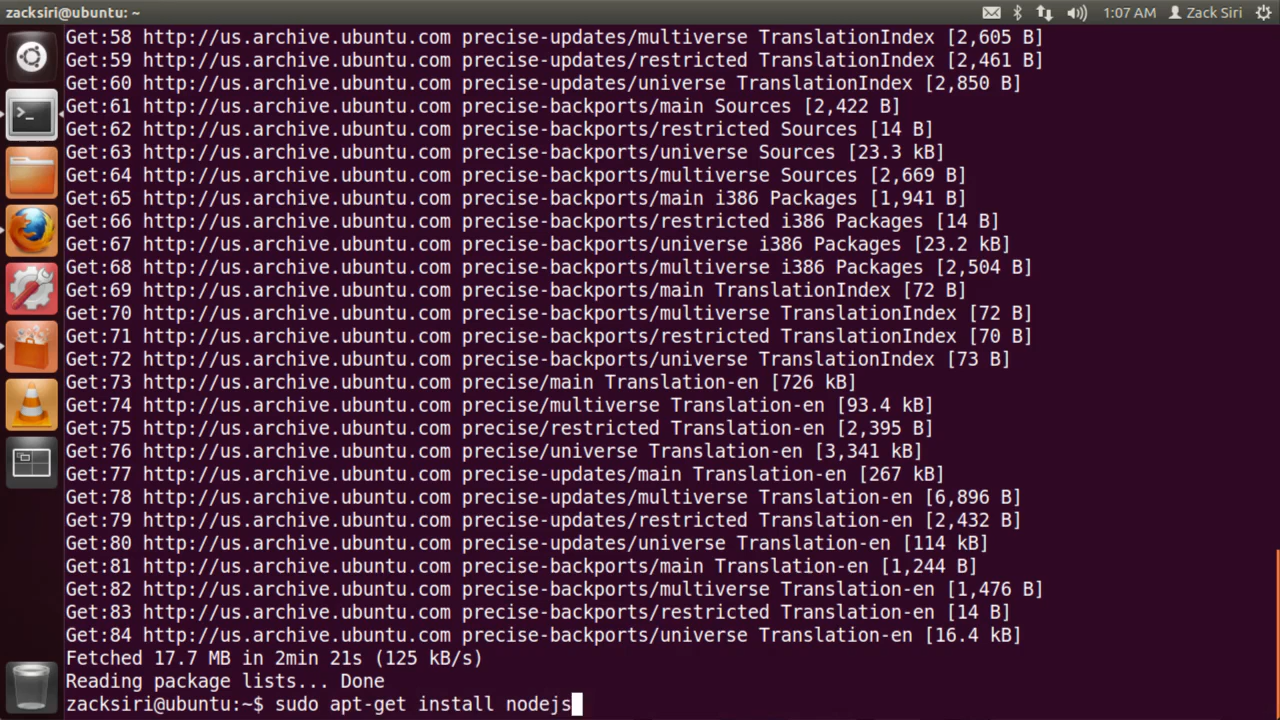 zacksiri@ubuntu: ~
1:07 AM Zack Siri
Get:58 http://us.archive.ubuntu.com precise-updates/multiverse TranslationIndex [2,605 B]
Get:59 http://us.archive.ubuntu.com precise-updates/restricted TranslationIndex [2,461 B]
Get:60 http://us.archive.ubuntu.com precise-updates/universe TranslationIndex [2,850 B]
Get:61 http://us.archive.ubuntu.com precise-backports/main Sources [2,422 B]
Get:62 http://us.archive.ubuntu.com precise-backports/restricted Sources [14 B]
Get:63 http://us.archive.ubuntu.com precise-backports/universe Sources [23.3 kB]
Get:64 http://us.archive.ubuntu.com precise-backports/multiverse Sources [2,669 B]
Get:65 http://us.archive.ubuntu.com precise-backports/main i386 Packages [1,941 B]
Get:66 http://us.archive.ubuntu.com precise-backports/restricted i386 Packages [14 B]
Get:67 http://us.archive.ubuntu.com precise-backports/universe i386 Packages [23.2 kB]
Get:68 http://us.archive.ubuntu.com precise-backports/multiverse i386 Packages [2,504 B]
Get:69 http://us.archive.ubuntu.com precise-backports/main TranslationIndex [72 B]
Get:70 http://us.archive.ubuntu.com precise-backports/multiverse TranslationIndex [72 B]
Get:71 http://us.archive.ubuntu.com precise-backports/restricted TranslationIndex [70 B]
Get:72 http://us.archive.ubuntu.com precise-backports/universe TranslationIndex [73 B]
Get:73 http://us.archive.ubuntu.com precise/main Translation-en [726 kB]
Get:74 http://us.archive.ubuntu.com precise/multiverse Translation-en [93.4 kB]
Get:75 http://us.archive.ubuntu.com precise/restricted Translation-en [2,395 B]
Get:76 http://us.archive.ubuntu.com precise/universe Translation-en [3,341 kB]
Get:77 http://us.archive.ubuntu.com precise-updates/main Translation-en [267 kB]
Get:78 http://us.archive.ubuntu.com precise-updates/multiverse Translation-en [6,896 B]
Get:79 http://us.archive.ubuntu.com precise-updates/restricted Translation-en [2,432 B]
Get:80 http://us.archive.ubuntu.com precise-updates/universe Translation-en [114 kB]
Get:81 http://us.archive.ubuntu.com precise-backports/main Translation-en [1,244 B]
Get:82 http://us.archive.ubuntu.com precise-backports/multiverse Translation-en [1,476 B]
Get:83 http://us.archive.ubuntu.com precise-backports/restricted Translation-en [14 B]
Get:84 http://us.archive.ubuntu.com precise-backports/universe Translation-en [16.4 kB]
Fetched 17.7 MB in 2min 21s (125 kB/s)
Reading package lists... Done
zacksiri@ubuntu:~$ sudo apt-get install nodejs